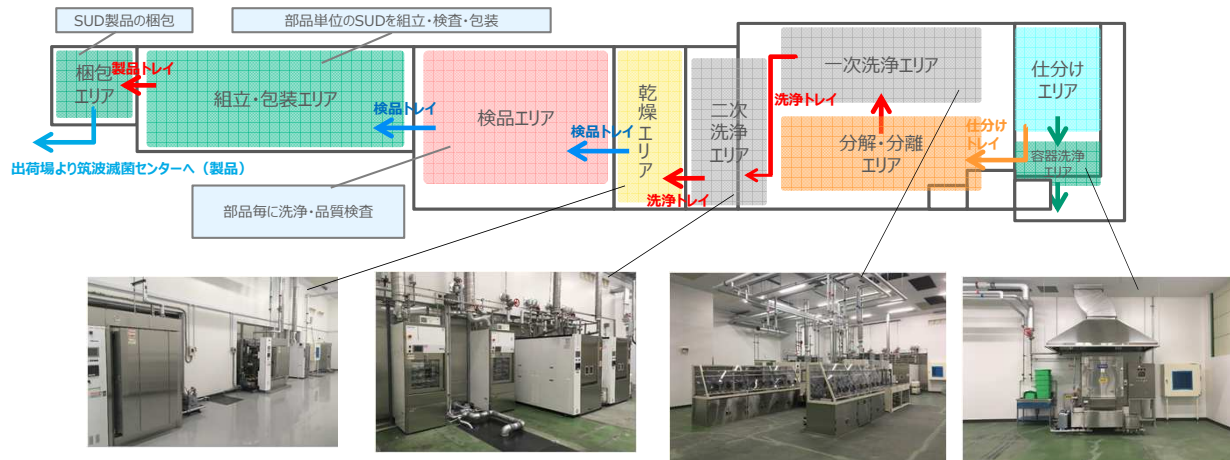 SUD製品の梱包
部品単位のSUDを組立・検査・包装
梱包
エリア
製品トレイ
組立・包装エリア
検品トレイ
検品エリア
検品トレイ
乾燥エリア
洗浄トレイ
二次洗浄エリア
洗浄トレイ
一次洗浄エリア
分解・分離
エリア
仕分け
トレイ
仕分け
エリア
容器洗浄
エリア
出荷場より筑波滅菌センターへ（製品）
部品毎に洗浄・品質検査